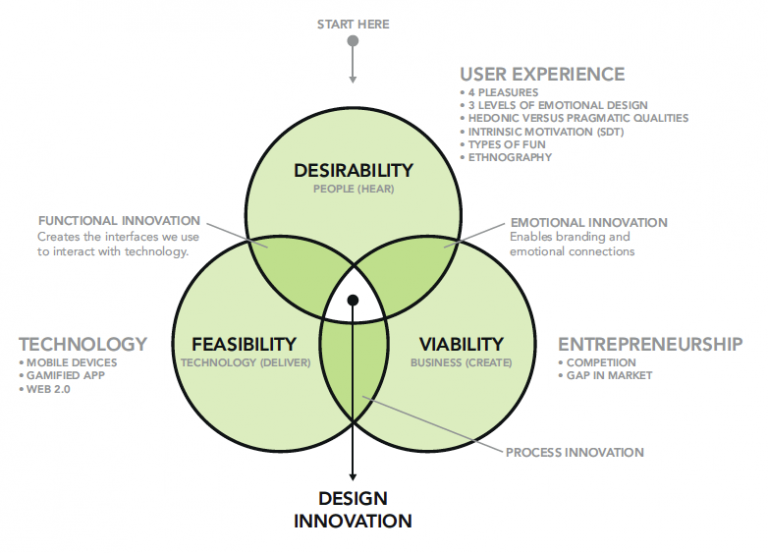 START HERE
USER EXPERIENCE
• 4 PLEASURES
• 3 LEVELS OF EMOTIONAL DESIGN
• HEDONIC VERSUS PRAGMATIC QUALITIES
• INTRINSIC MOTIVATION (SDT)
• TYPES OF FUN
• ETHNOGRAPHY
DESIRABILITY
PEOPLE (HEAR)
FUNCTIONAL INNOVATION
Creates the interfaces we use
to interact with technology.
EMOTIONAL INNOVATION
Enables branding and
emotional connections
TECHNOLOGY
• MOBILE DEVICES
• GAMIFIED APP
• WEB 2.0
FEASIBILITY
TECHNOLOGY (DELIVER)
VIABILITY
BUSINESS (CREATE)
ENTREPRENEURSHIP
• COMPETIION
• GAP IN MARKET
PROCESS INNOVATION
DESIGN
INNOVATION